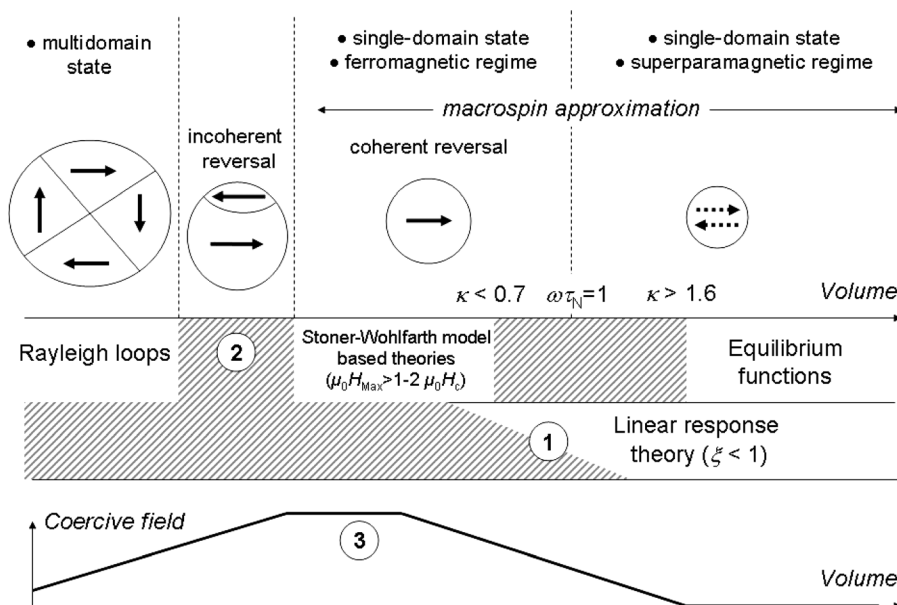 ● multidomain
state
● single-domain state
● ferromagnetic regime
● single-domain state
● superparamagnetic regime
macrospin approximation
incoherent
reversal
coherent reversal
κ < 0.7
ωτN=1
κ > 1.6
Volume
Rayleigh loops
2
Stoner-Wohlfarth model
based theories
(μ0HMax>1-2 μ0Hc)
Equilibrium
functions
1
Linear response
theory (ξ < 1)
Coercive field
3
Volume